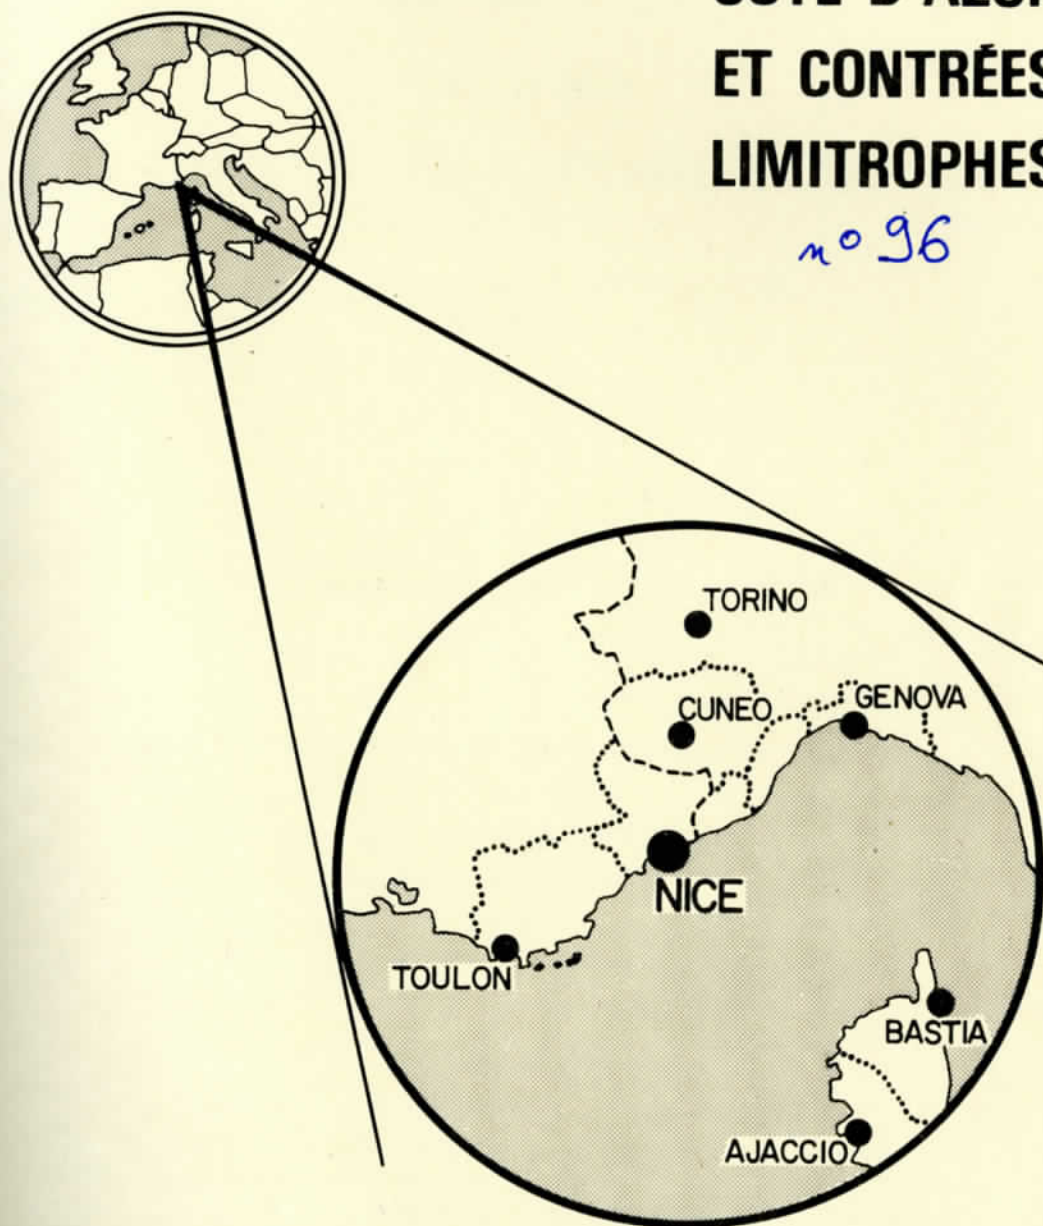 ET CONTRÉES
LIMITROPHES
n° 96
TORINO
CUNEO
GENOVA
NICE
TOULON
BASTIA
AJACCIO